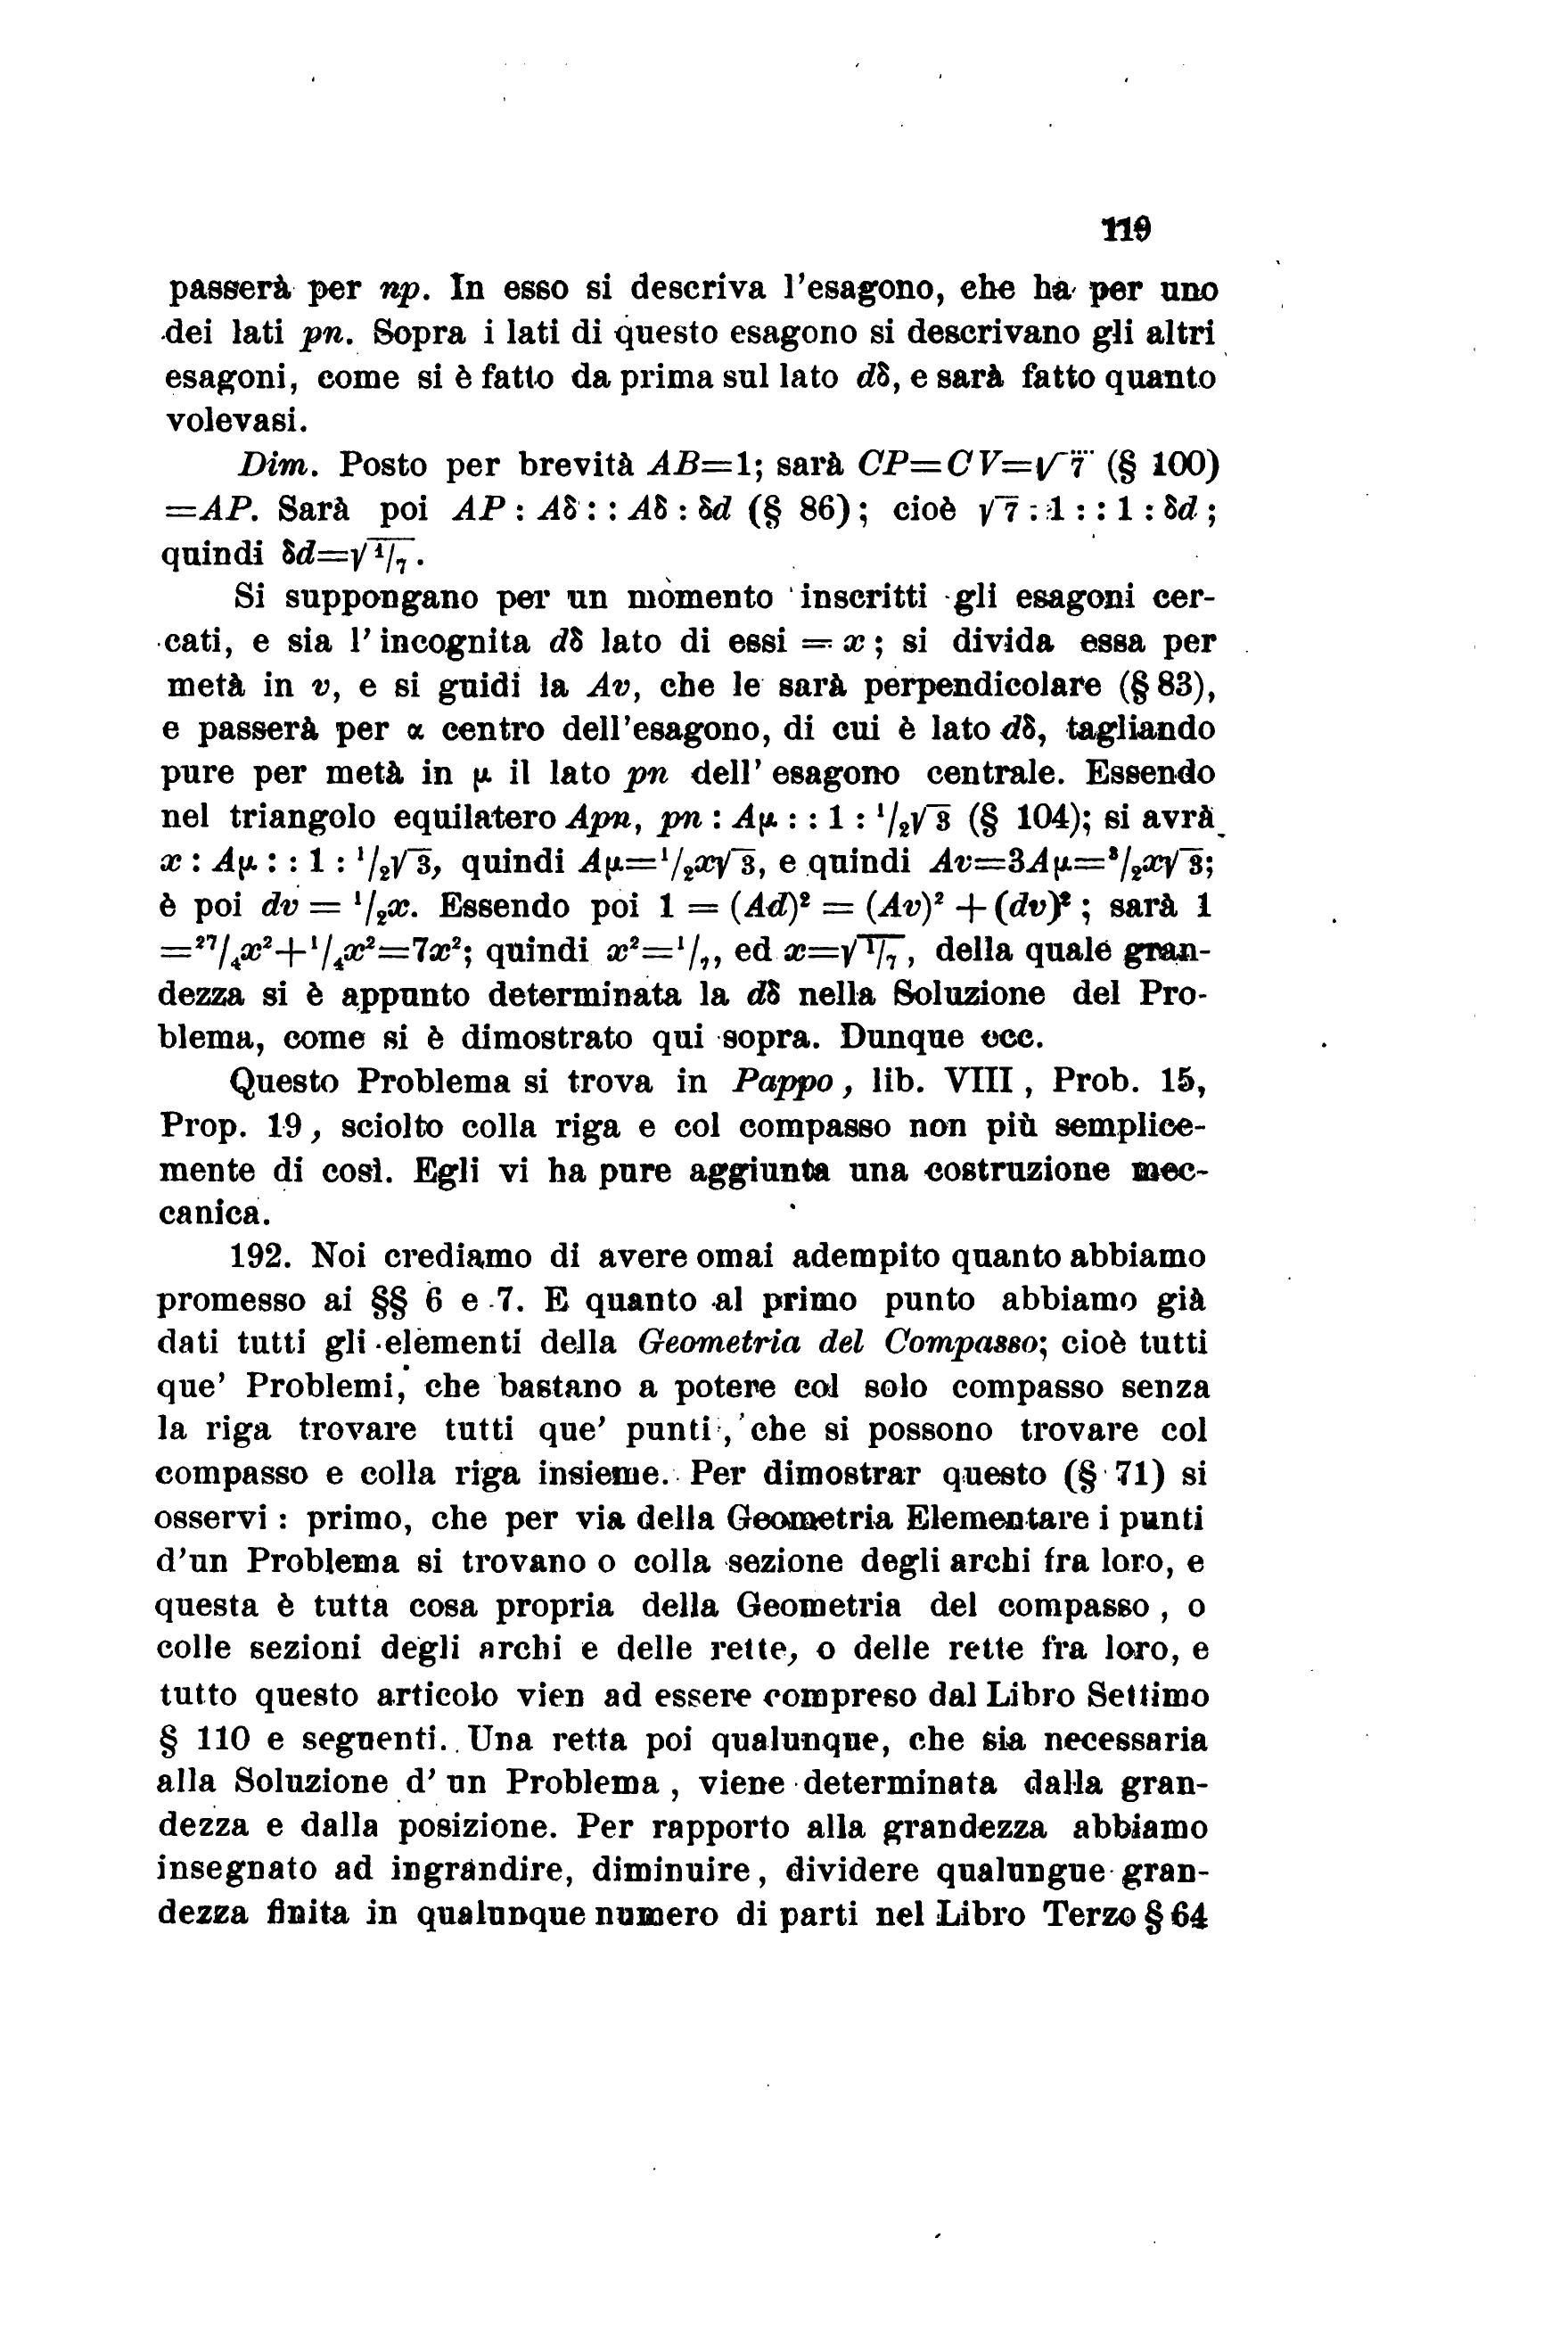 119
passerà per np. In esso si descriva l'esagono, che ha per uno
dei lati pn. Sopra i lati di questo esagono si descrivano gli altri
esagoni, come si è fatto da prima sul lato dδ, e sarà fatto quanto
volevasi.
Dim. Posto per brevità AB=1; sarà CP=CV=√7 (§ 100)
=AP. Sarà poi AP : Aδ : : Aδ : δd (§ 86); cioè √7 : 1 : : 1 : δd ;
quindi δd=√¹/₇.
Si suppongano per un momento inscritti gli esagoni cer-
cati, e sia l' incognita dδ lato di essi = x ; si divida essa per
metà in v, e si guidi la Av, che le sarà perpendicolare (§ 83),
e passerà per α centro dell'esagono, di cui è lato dδ, tagliando
pure per metà in μ il lato pn dell' esagono centrale. Essendo
nel triangolo equilatero Apn, pn : Aμ : : 1 : ¹/₂√3 (§ 104); si avrà
x : Aμ : : 1 : ¹/₂√3, quindi Aμ=¹/₂x√3, e quindi Av=3Aμ=³/₂x√3;
è poi dv = ¹/₂x. Essendo poi 1 = (Ad)² = (Av)² + (dv)² ; sarà 1
=²⁷/₄x²+¹/₄x²=7x²; quindi x²=¹/₇, ed x=√¹/₇, della quale gran-
dezza si è appunto determinata la dδ nella Soluzione del Pro-
blema, come si è dimostrato qui sopra. Dunque ecc.
Questo Problema si trova in Pappo, lib. VIII, Prob. 15,
Prop. 19, sciolto colla riga e col compasso non più semplice-
mente di così. Egli vi ha pure aggiunta una costruzione mec-
canica.
192. Noi crediamo di avere omai adempito quanto abbiamo
promesso ai §§ 6 e 7. E quanto al primo punto abbiamo già
dati tutti gli elementi della Geometria del Compasso; cioè tutti
que' Problemi, che bastano a potere col solo compasso senza
la riga trovare tutti que' punti, che si possono trovare col
compasso e colla riga insieme. Per dimostrar questo (§ 71) si
osservi : primo, che per via della Geometria Elementare i punti
d'un Problema si trovano o colla sezione degli archi fra loro, e
questa è tutta cosa propria della Geometria del compasso, o
colle sezioni degli archi e delle rette, o delle rette fra loro, e
tutto questo articolo vien ad essere compreso dal Libro Settimo
§ 110 e seguenti. Una retta poi qualunque, che sia necessaria
alla Soluzione d' un Problema, viene determinata dalla gran-
dezza e dalla posizione. Per rapporto alla grandezza abbiamo
insegnato ad ingrandire, diminuire, dividere qualungue gran-
dezza finita in qualunque numero di parti nel Libro Terzo § 64